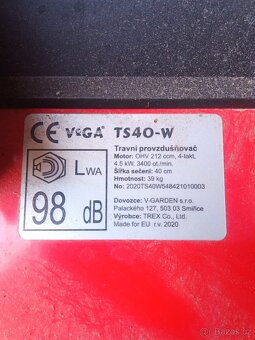 CE VeGA TS40-W
Travní provzdušňovač
Motor: OHV 212 ccm, 4-takt,
4.5 kW, 3400 ot./min.
Šířka sečení: 40 cm
Hmotnost: 39 kg
No: 2020TS40W548421010003
LWA
98 dB
Dovozce: V-GARDEN s.r.o.
Palackého 127, 503 03 Smiřice
Výrobce: TREX Co., Ltd.
Made for EU r.v. 2020